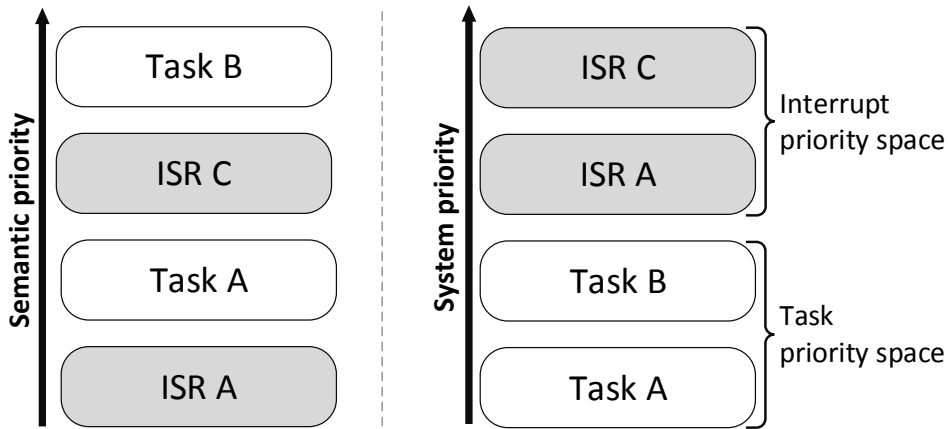 Semantic priority
Task B
ISR C
Task A
ISR A
System priority
ISR C
ISR A
Task B
Task A
Interrupt
priority space
Task
priority space